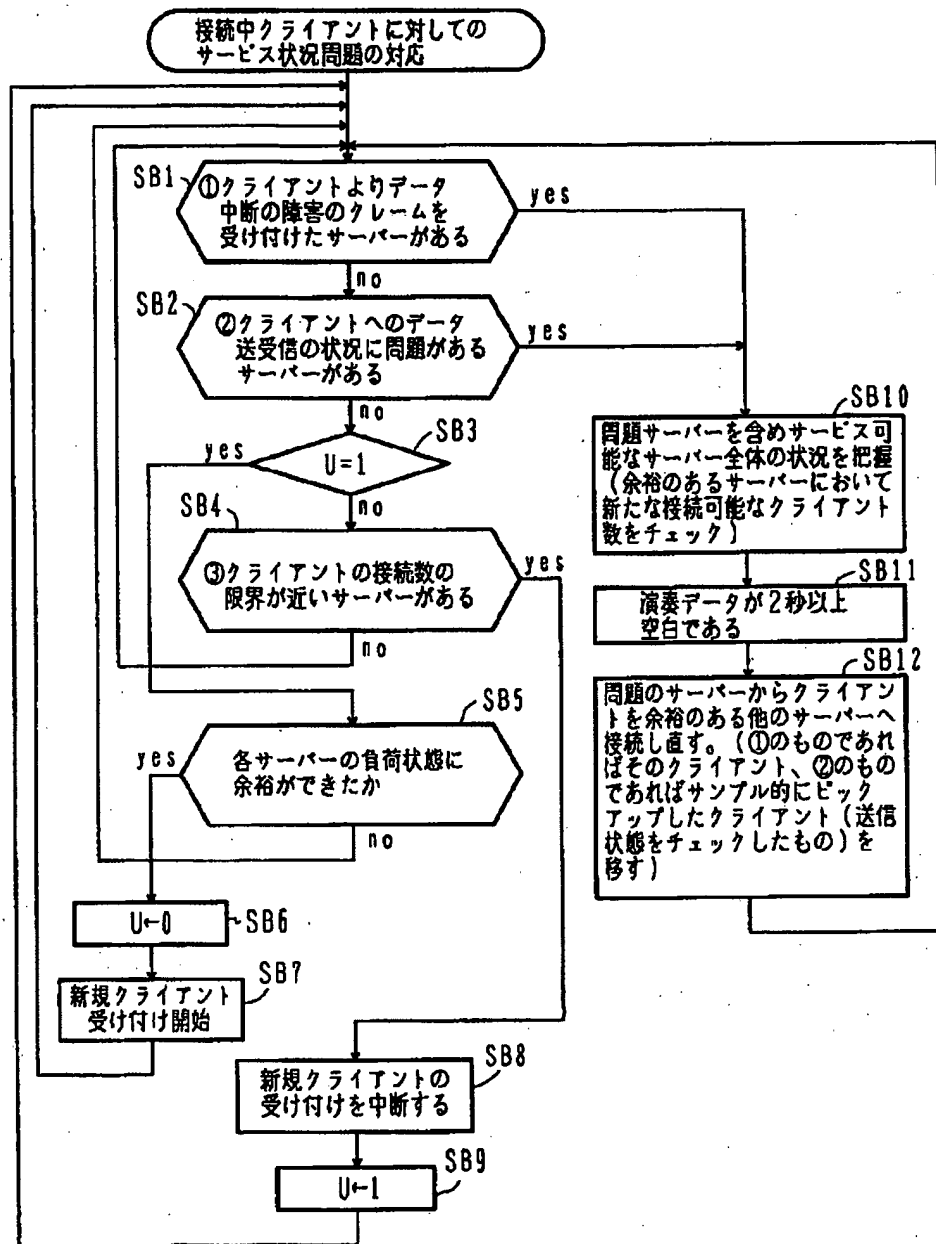 接続中クライアントに対しての
サービス状況問題の対応
SB1
①クライアントよりデータ
中断の障害のクレームを
受け付けたサーバーがある
yes
no
SB2
②クライアントへのデータ
送受信の状況に問題がある
サーバーがある
yes
no
SB3
U=1
yes
no
SB4
③クライアントの接続数の
限界が近いサーバーがある
yes
no
SB5
各サーバーの負荷状態に
余裕ができたか
yes
no
U←0
SB6
SB7
新規クライアント
受け付け開始
SB8
新規クライアントの
受け付けを中断する
SB9
U←1
SB10
問題サーバーを含めサービス可
能なサーバー全体の状況を把握
(余裕のあるサーバーにおいて
新たな接続可能なクライアント
数をチェック)
SB11
演奏データが2秒以上
空白である
SB12
問題のサーバーからクライアン
トを余裕のある他のサーバーへ
接続し直す。(①のものであれ
ばそのクライアント、②のもの
であればサンプル的にピック
アップしたクライアント(送信
状態をチェックしたもの)を
移す)